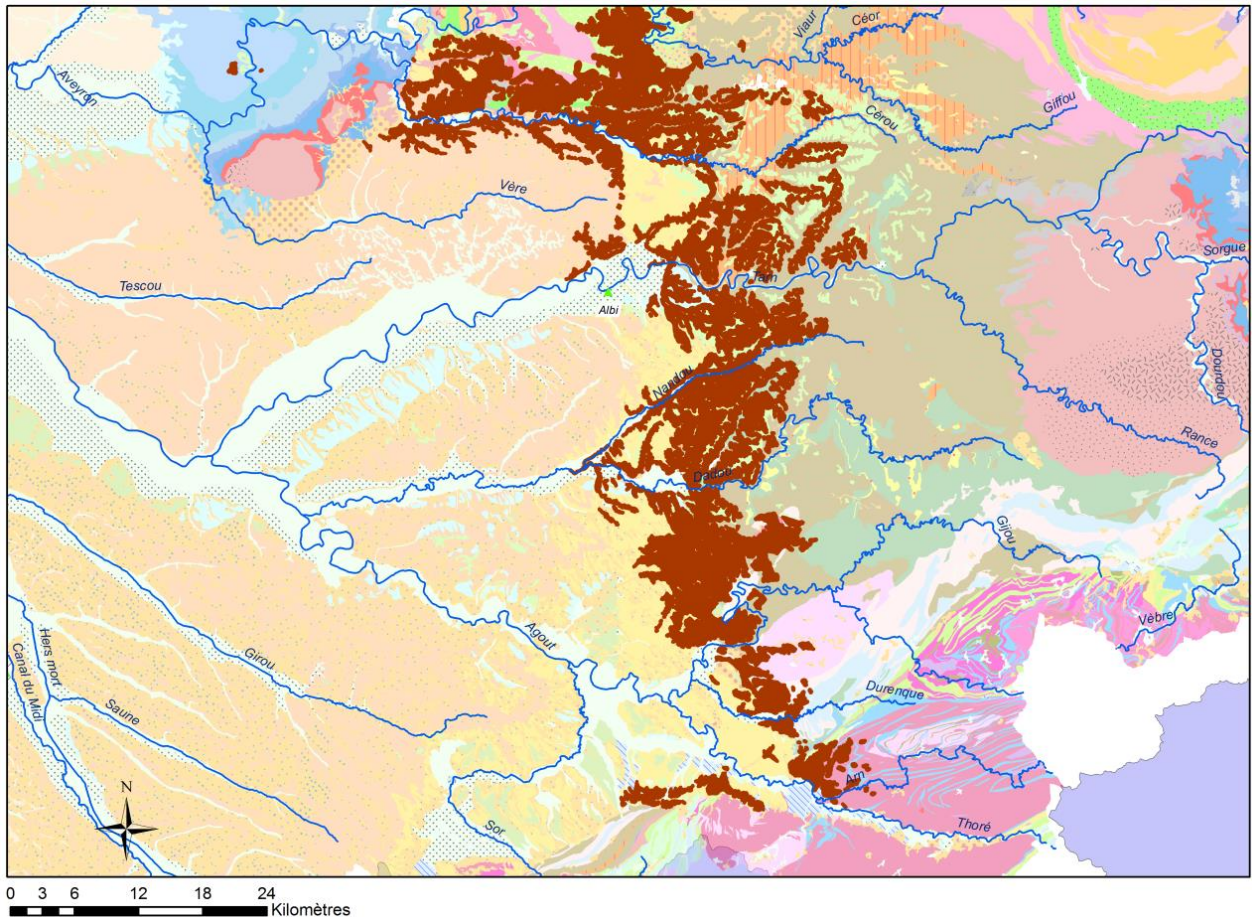 Viaur
Céor
Aveyron
Giffou
Cérou
Vère
Sorgue
Tescou
Tarn
Albi
Dourdou
Nandou
Rance
Dadou
Gijou
Vèbre
Hers mort
Canal du Midi
Girou
Agout
Saune
Durenque
N
Arn
Sor
Thoré
0 3 6 12 18 24
Kilomètres